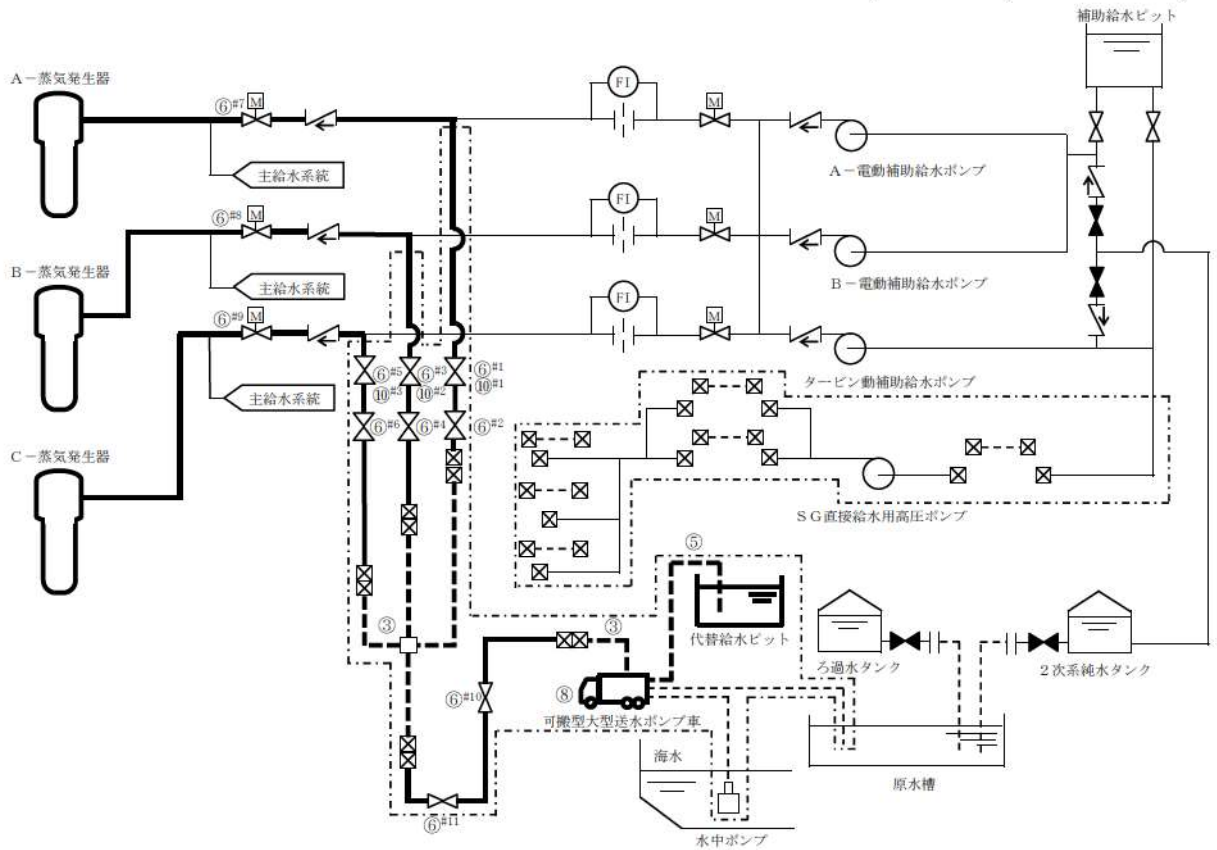 補助給水ピット
A-蒸気発生器
⑥#7
M
FI
M
主給水系統
A-電動補助給水ポンプ
⑥#8
M
FI
M
B-蒸気発生器
主給水系統
B-電動補助給水ポンプ
⑥#9
M
FI
M
⑥#5
⑥#3
⑥#1
⑩#3
⑩#2
⑩#1
タービン動補助給水ポンプ
主給水系統
⑥#6
⑥#4
⑥#2
C-蒸気発生器
SG直接給水用高圧ポンプ
⑤
③
③
代替給水ピット
ろ過水タンク
2次系純水タンク
⑥#10
⑧
可搬型大型送水ポンプ車
海水
原水槽
⑥#11
水中ポンプ